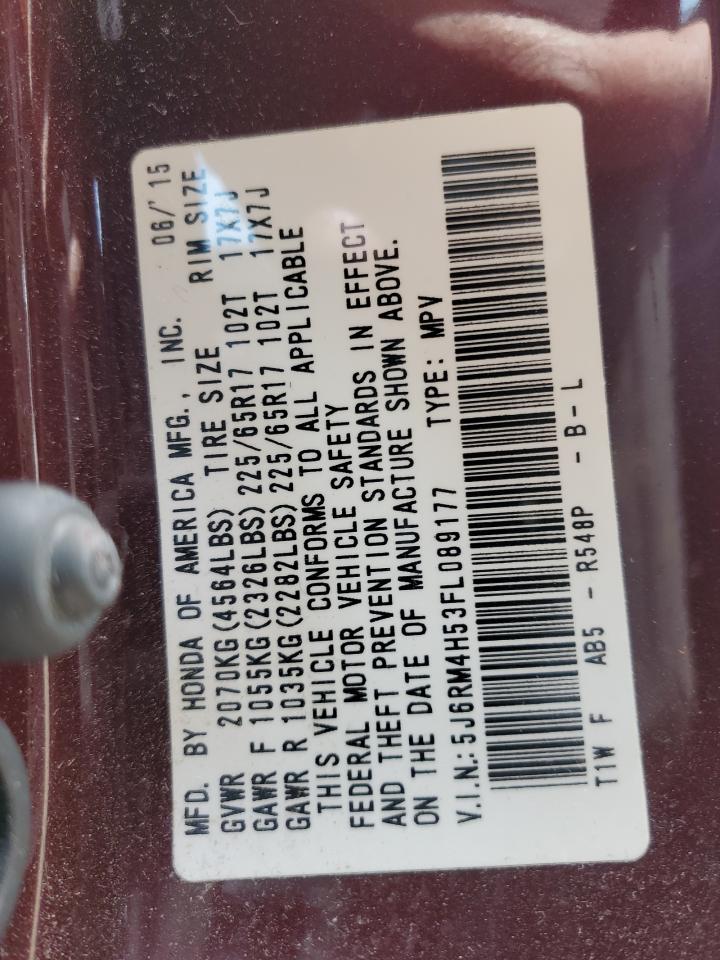 MFD. BY HONDA OF AMERICA MFG., INC. 06/'15
GVWR 2070KG(4564LBS) TIRE SIZE RIM SIZE
GAWR F 1055KG(2326LBS) 225/65R17 102T 17X7J
GAWR R 1035KG(2282LBS) 225/65R17 102T 17X7J
THIS VEHICLE CONFORMS TO ALL APPLICABLE
FEDERAL MOTOR VEHICLE SAFETY
AND THEFT PREVENTION STANDARDS IN EFFECT
ON THE DATE OF MANUFACTURE SHOWN ABOVE.
V.I.N.: 5J6RM4H53FL089177 TYPE: MPV
T1W F AB5 - R548P - B - L